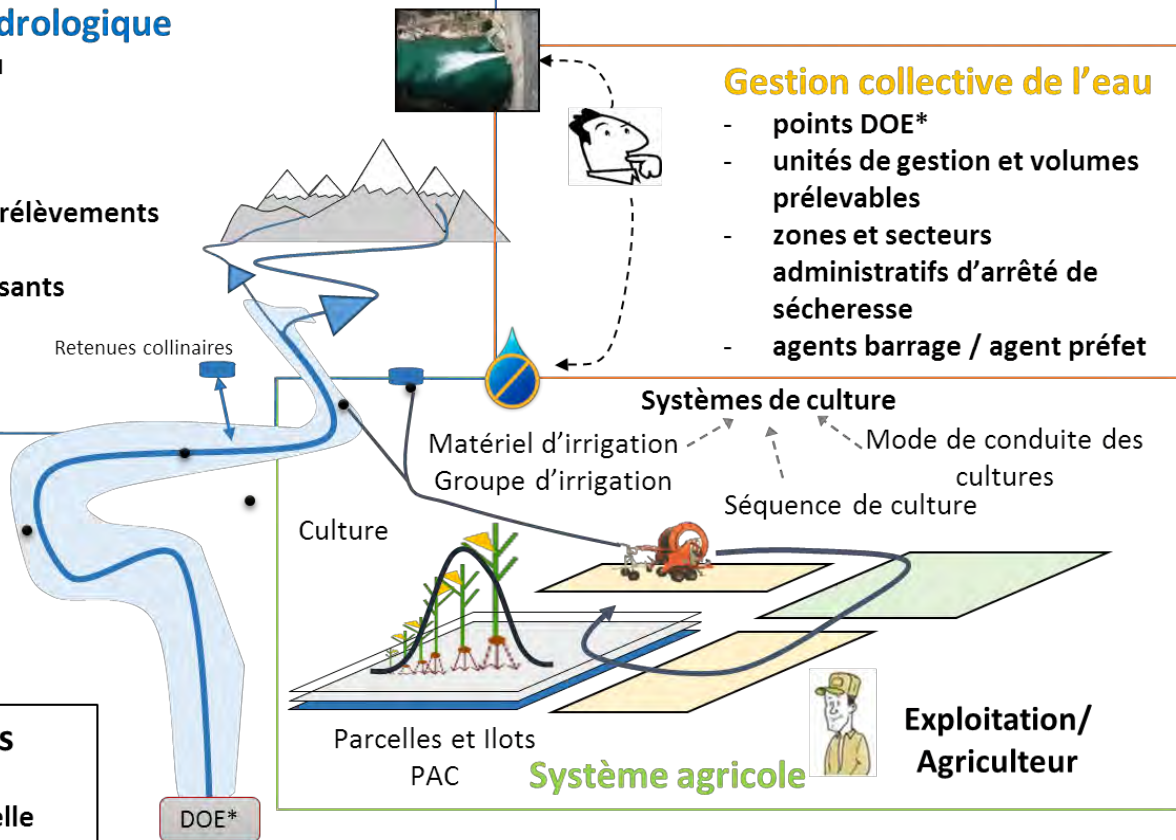 drologique
rélèvements
sants
Retenues collinaires
Gestion collective de l’eau
- points DOE*
- unités de gestion et volumes
prélevables
- zones et secteurs
administratifs d’arrêté de
sécheresse
- agents barrage / agent préfet
Systèmes de culture
Matériel d’irrigation
Groupe d’irrigation
Mode de conduite des
cultures
Séquence de culture
Culture
Parcelles et Ilots
PAC
Système agricole
Exploitation/
Agriculteur
s
elle
DOE*